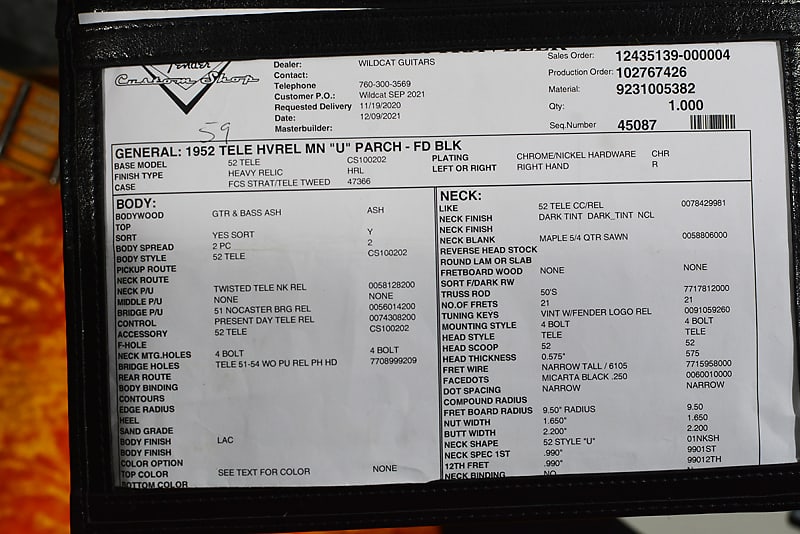 Fender
Custom Shop
Dealer: WILDCAT GUITARS
Contact:
Telephone 760-300-3569
Customer P.O.: Wildcat SEP 2021
Requested Delivery 11/19/2020
Date: 12/09/2021
Masterbuilder:
Sales Order: 12435139-000004
Production Order: 102767426
Material: 9231005382
Qty: 1.000
Seq.Number 45087
59
GENERAL: 1952 TELE HVREL MN "U" PARCH - FD BLK
BASE MODEL 52 TELE CS100202 PLATING CHROME/NICKEL HARDWARE CHR
FINISH TYPE HEAVY RELIC HRL LEFT OR RIGHT RIGHT HAND R
CASE FCS STRAT/TELE TWEED 47366
BODY:
BODYWOOD GTR & BASS ASH ASH
TOP
SORT YES SORT Y
BODY SPREAD 2 PC 2
BODY STYLE 52 TELE CS100202
PICKUP ROUTE
NECK ROUTE
NECK P/U TWISTED TELE NK REL 0058128200
MIDDLE P/U NONE NONE
BRIDGE P/U 51 NOCASTER BRG REL 0056014200
CONTROL PRESENT DAY TELE REL 0074308200
ACCESSORY 52 TELE CS100202
F-HOLE
NECK MTG.HOLES 4 BOLT 4 BOLT
BRIDGE HOLES TELE 51-54 WO PU REL PH HD 7708999209
REAR ROUTE
BODY BINDING
CONTOURS
EDGE RADIUS
HEEL
SAND GRADE
BODY FINISH LAC
BODY FINISH
COLOR OPTION
TOP COLOR SEE TEXT FOR COLOR NONE
BOTTOM COLOR
NECK:
LIKE 52 TELE CC/REL 0078429981
NECK FINISH DARK TINT DARK_TINT NCL
NECK FINISH
NECK BLANK MAPLE 5/4 QTR SAWN 0058806000
REVERSE HEAD STOCK
ROUND LAM OR SLAB
FRETBOARD WOOD NONE NONE
SORT F/DARK RW
TRUSS ROD 50'S 7717812000
NO.OF FRETS 21 21
TUNING KEYS VINT W/FENDER LOGO REL 0091059260
MOUNTING STYLE 4 BOLT 4 BOLT
HEAD STYLE TELE TELE
HEAD SCOOP 52 52
HEAD THICKNESS 0.575" 575
FRET WIRE NARROW TALL / 6105 7715958000
FACEDOTS MICARTA BLACK .250 0060010000
DOT SPACING NARROW NARROW
COMPOUND RADIUS
FRET BOARD RADIUS 9.50" RADIUS 9.50
NUT WIDTH 1.650" 1.650
BUTT WIDTH 2.200" 2.200
NECK SHAPE 52 STYLE "U" 01NKSH
NECK SPEC 1ST .990" 9901ST
12TH FRET .990" 99012TH
NECK BINDING NO